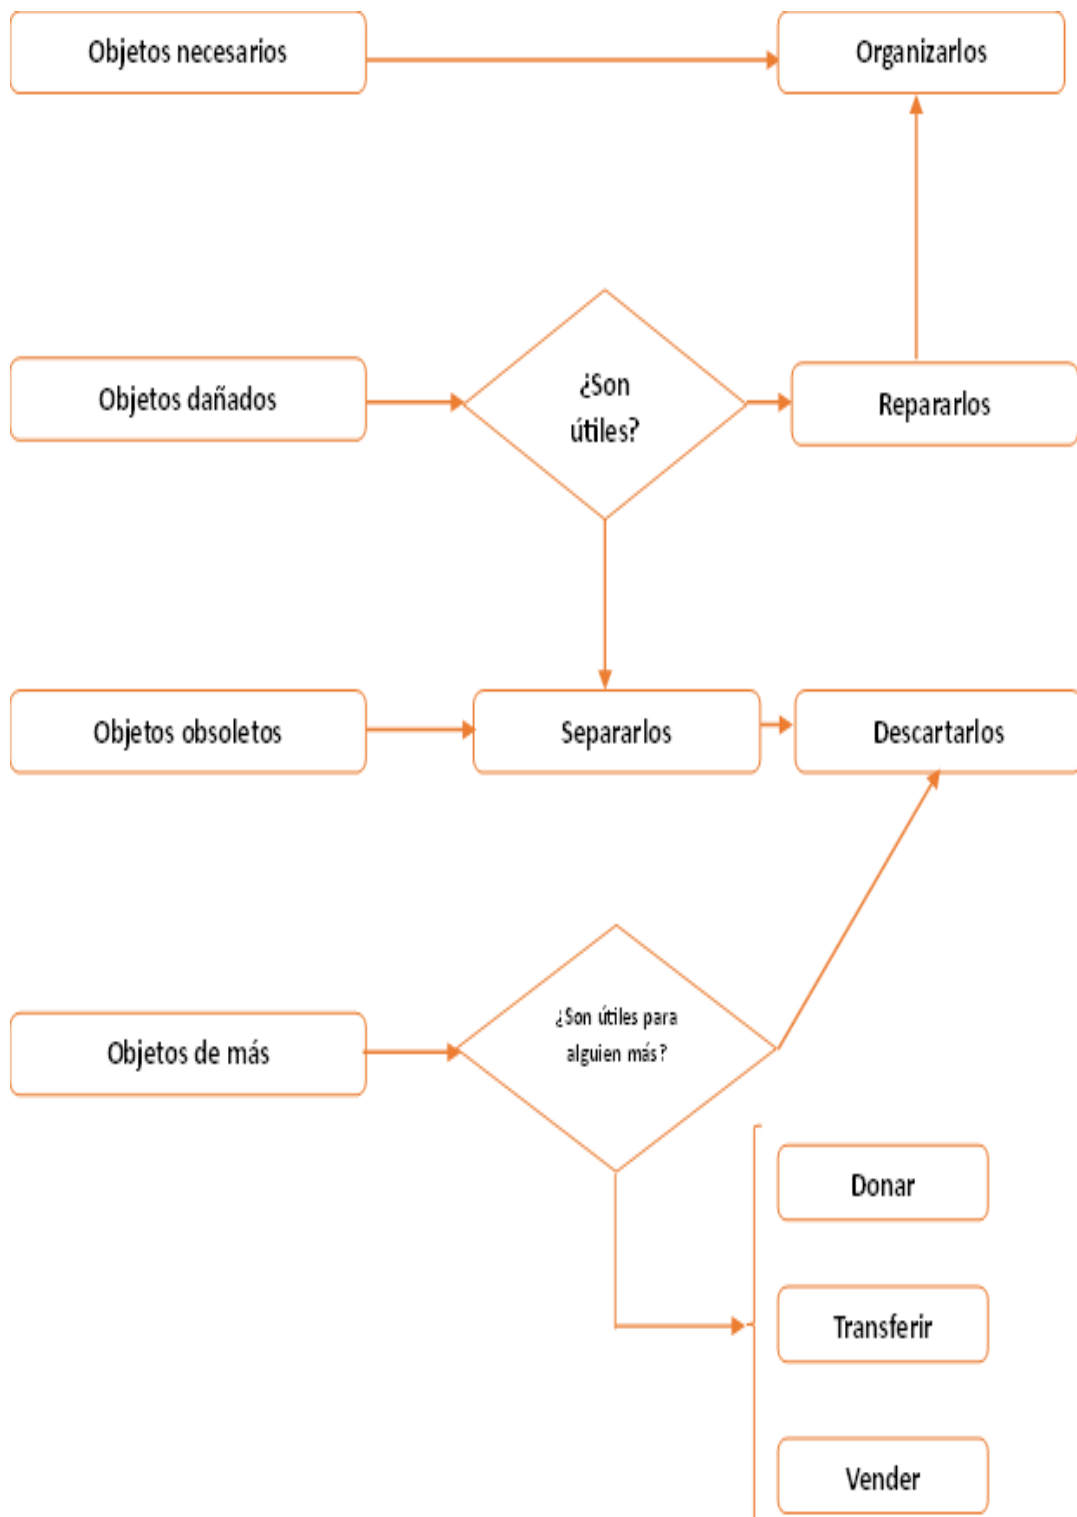 Objetos necesarios
Organizarlos
Objetos dañados
¿Son
útiles?
Repararlos
Objetos obsoletos
Separarlos
Descartarlos
Objetos de más
¿Son útiles para
alguien más?
Donar
Transferir
Vender